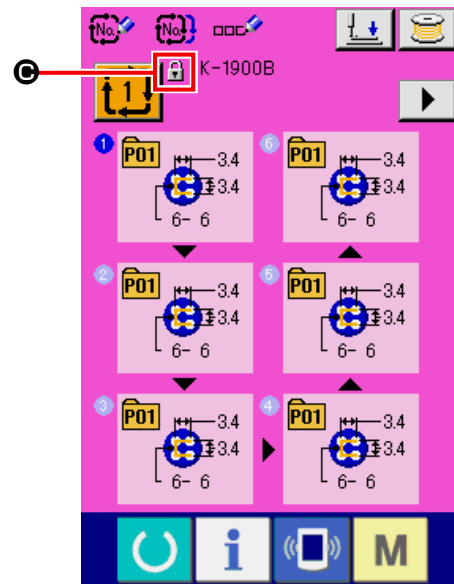 No. No.
C K-1900B
1
1 P01 3.4 6 P01 3.4
3.4 3.4
6- 6 6- 6
2 P01 3.4 5 P01 3.4
3.4 3.4
6- 6 6- 6
3 P01 3.4 4 P01 3.4
3.4 3.4
6- 6 6- 6
i M